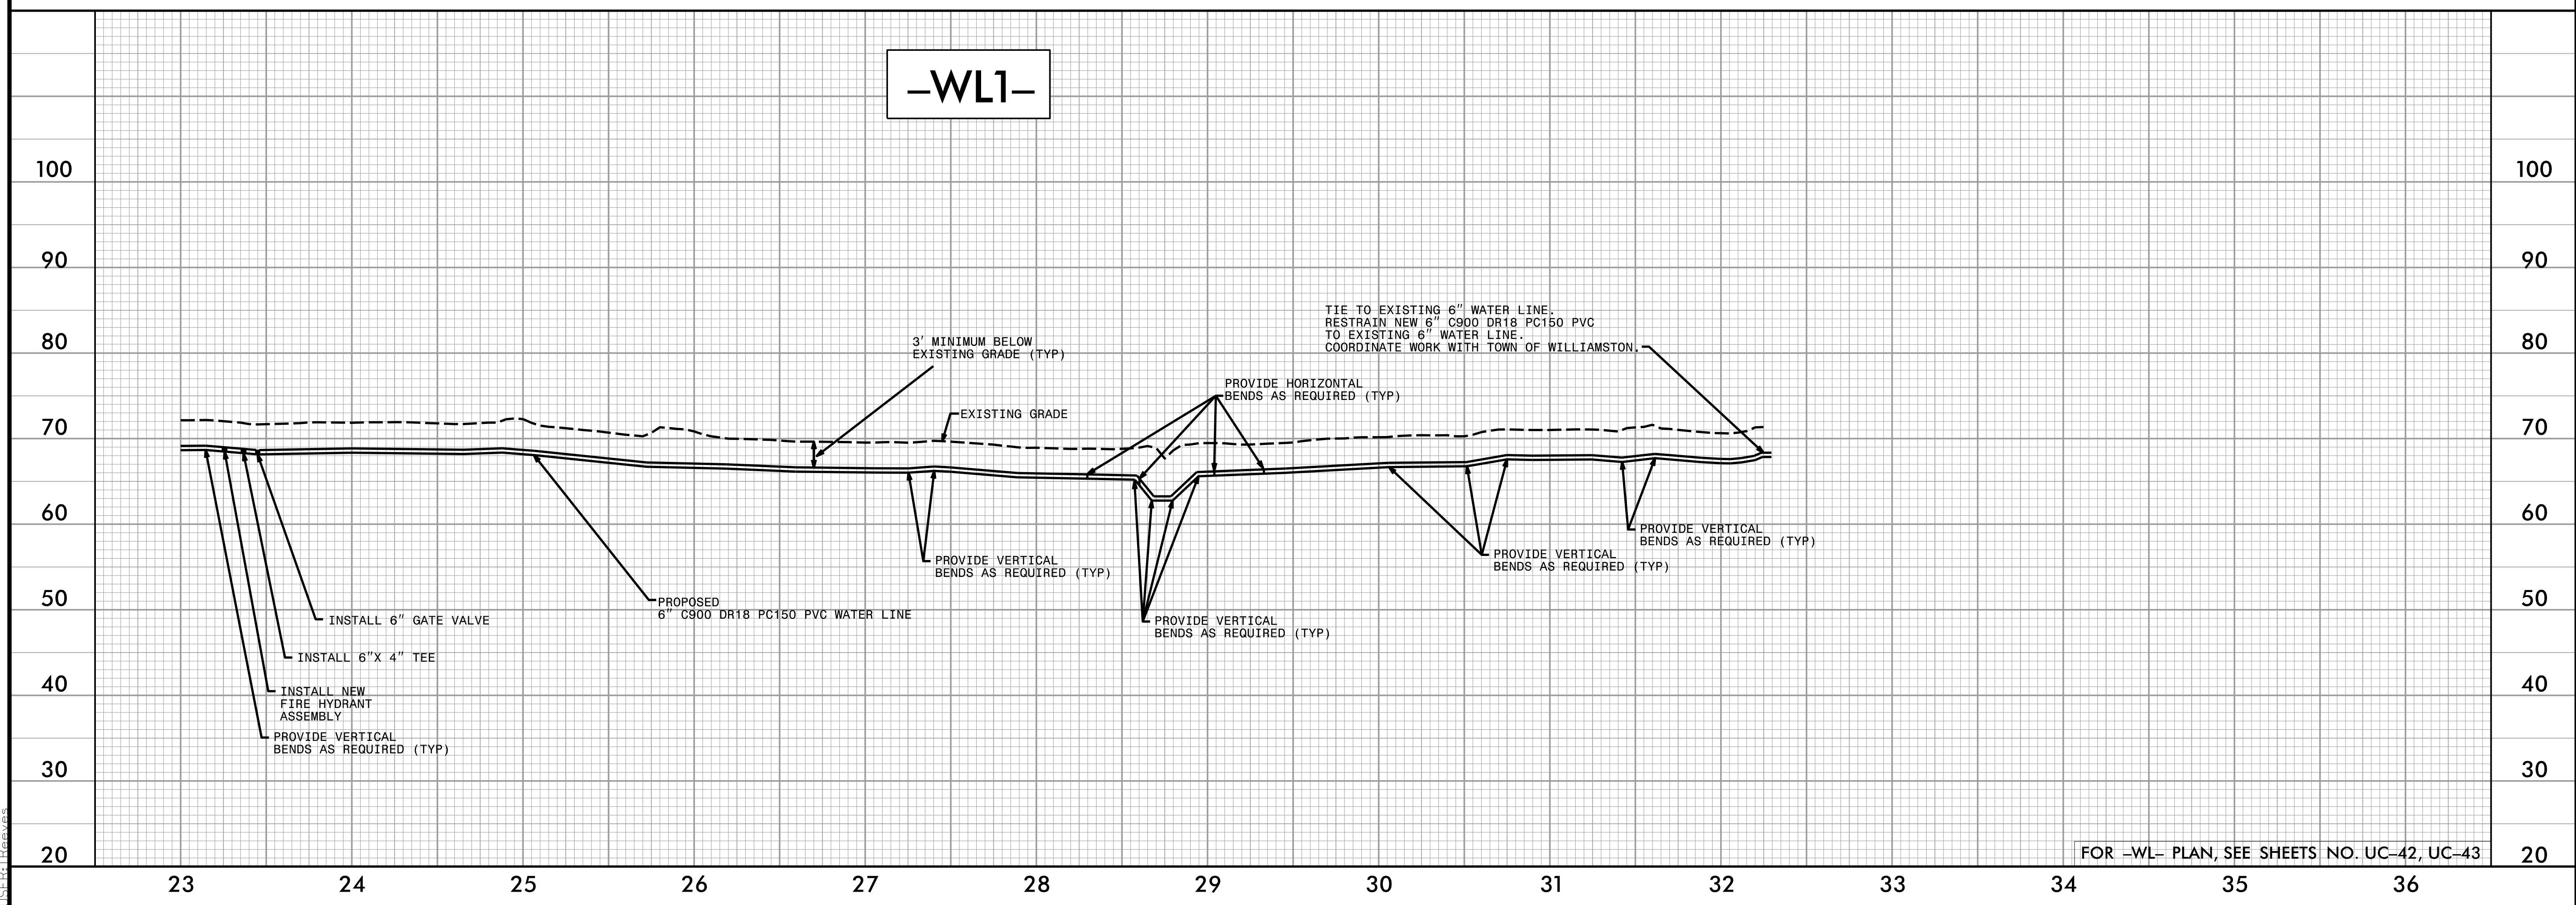 –WL1–
100
100
90
90
TIE TO EXISTING 6" WATER LINE.
RESTRAIN NEW 6" C900 DR18 PC150 PVC
TO EXISTING 6" WATER LINE.
COORDINATE WORK WITH TOWN OF WILLIAMSTON.
80
80
3' MINIMUM BELOW
EXISTING GRADE (TYP)
PROVIDE HORIZONTAL
BENDS AS REQUIRED (TYP)
EXISTING GRADE
70
70
60
60
PROVIDE VERTICAL
BENDS AS REQUIRED (TYP)
PROVIDE VERTICAL
BENDS AS REQUIRED (TYP)
PROVIDE VERTICAL
BENDS AS REQUIRED (TYP)
50
50
PROPOSED
6" C900 DR18 PC150 PVC WATER LINE
INSTALL 6" GATE VALVE
PROVIDE VERTICAL
BENDS AS REQUIRED (TYP)
INSTALL 6"X 4" TEE
40
40
INSTALL NEW
FIRE HYDRANT
ASSEMBLY
PROVIDE VERTICAL
BENDS AS REQUIRED (TYP)
30
30
20
20
FOR –WL– PLAN, SEE SHEETS NO. UC–42, UC–43
23 24 25 26 27 28 29 30 31 32 33 34 35 36